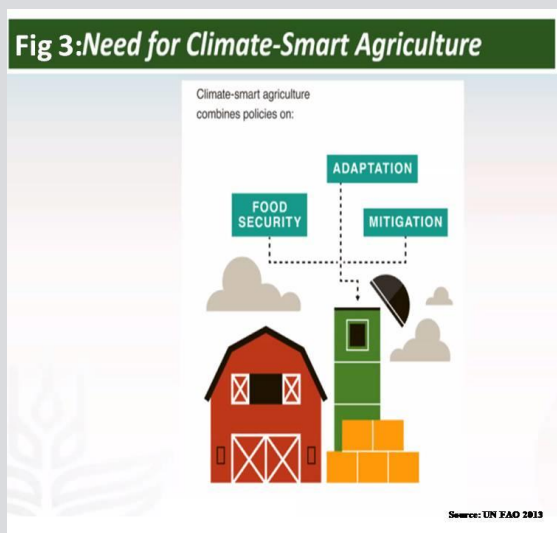 Fig 3:Need for Climate-Smart Agriculture
Climate-smart agriculture
combines policies on:
ADAPTATION
FOOD
SECURITY
MITIGATION
Source: UN FAO 2013